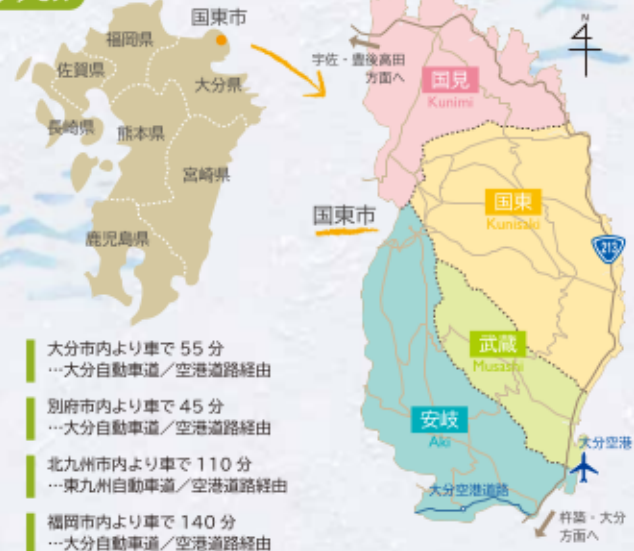 国東市
福岡県
佐賀県
大分県
長崎県
熊本県
宮崎県
鹿児島県
宇佐・豊後高田
方面へ
N
国見
Kunimi
国東市
国東
Kunisaki
213
武蔵
Musashi
安岐
Aki
大分空港
大分空港道路
杵築・大分
方面へ
大分市内より車で 55 分
…大分自動車道／空港道路経由
別府市内より車で 45 分
…大分自動車道／空港道路経由
北九州市内より車で 110 分
…東九州自動車道／空港道路経由
福岡市内より車で 140 分
…大分自動車道／空港道路経由